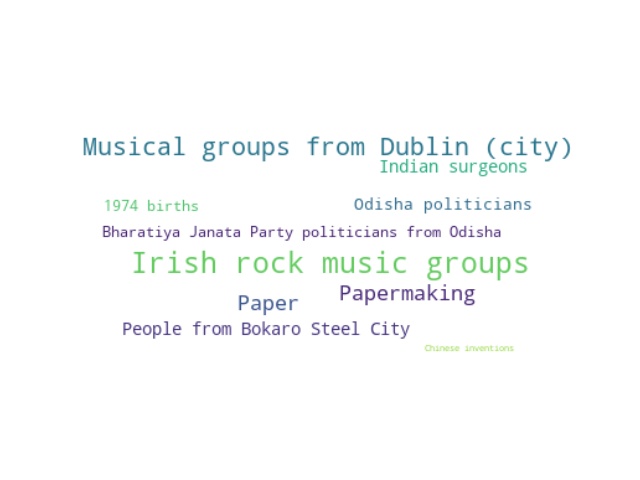 Musical groups from Dublin (city)
Indian surgeons
1974 births
Odisha politicians
Bharatiya Janata Party politicians from Odisha
Irish rock music groups
Papermaking
Paper
People from Bokaro Steel City
Chinese inventions